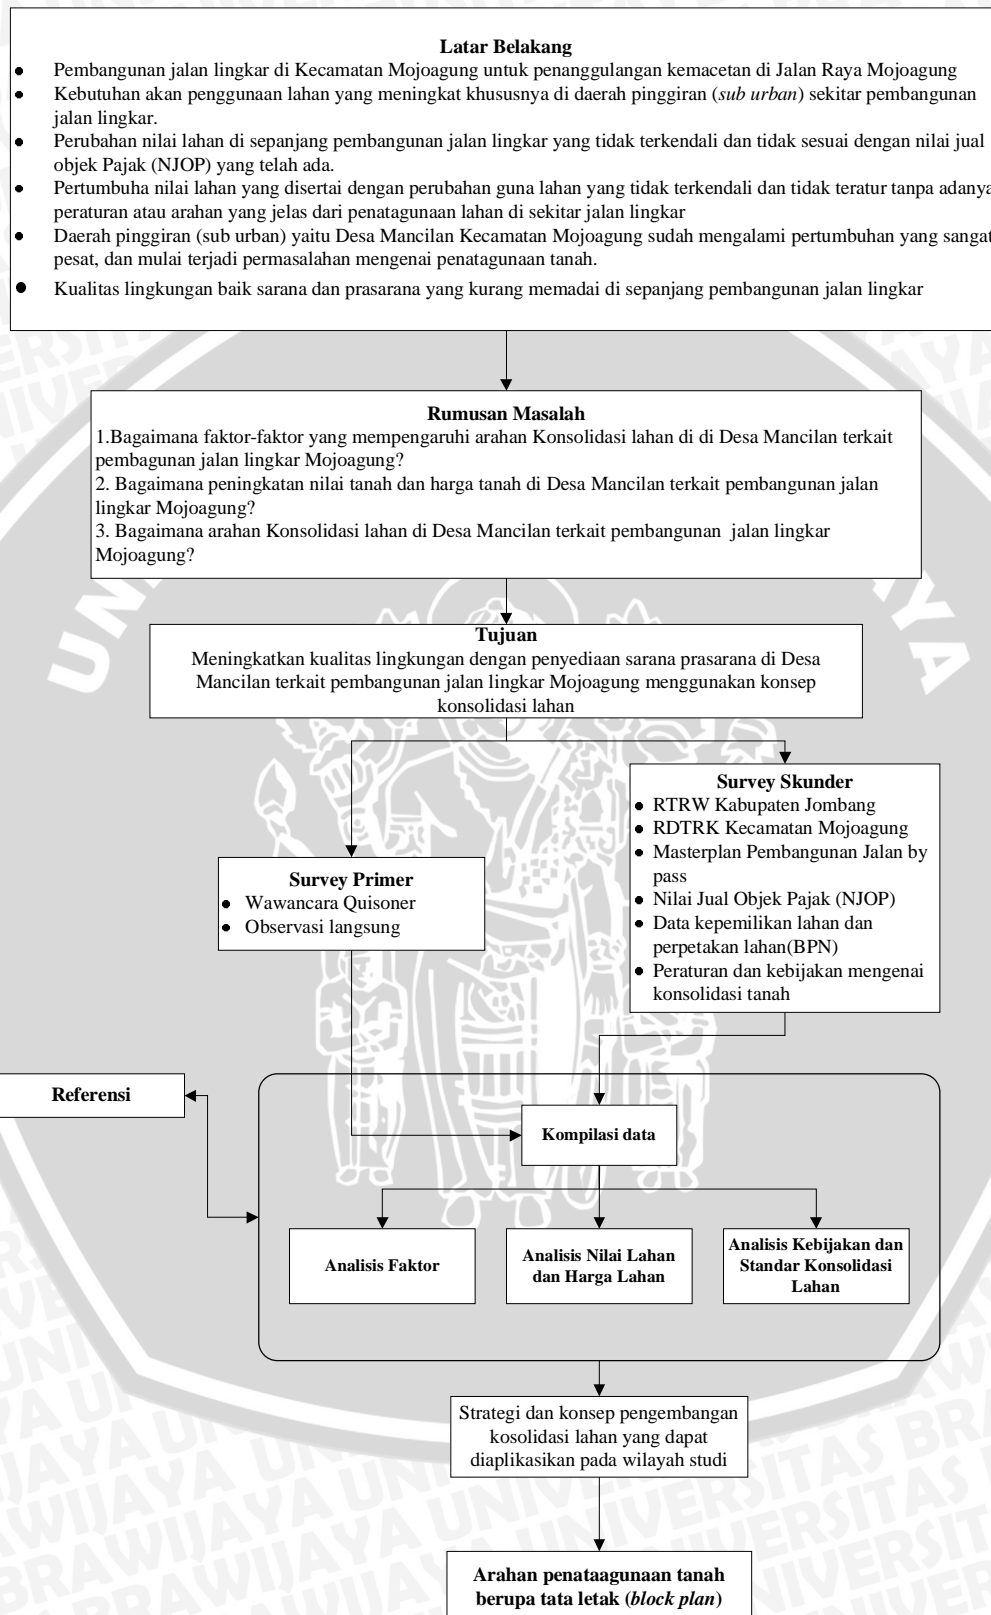 Latar Belakang
Pembangunan jalan lingkar di Kecamatan Mojoagung untuk penanggulangan kemacetan di Jalan Raya Mojoagung
Kebutuhan akan penggunaan lahan yang meningkat khususnya di daerah pinggiran (sub urban) sekitar pembangunan
jalan lingkar.
Perubahan nilai lahan di sepanjang pembangunan jalan lingkar yang tidak terkendali dan tidak sesuai dengan nilai jual
objek Pajak (NJOP) yang telah ada.
Pertumbuha nilai lahan yang disertai dengan perubahan guna lahan yang tidak terkendali dan tidak teratur tanpa adanya
peraturan atau arahan yang jelas dari penatagunaan lahan di sekitar jalan lingkar
Daerah pinggiran (sub urban) yaitu Desa Mancilan Kecamatan Mojoagung sudah mengalami pertumbuhan yang sangat
pesat, dan mulai terjadi permasalahan mengenai penatagunaan tanah.
Kualitas lingkungan baik sarana dan prasarana yang kurang memadai di sepanjang pembangunan jalan lingkar
Rumusan Masalah
1.Bagaimana faktor-faktor yang mempengaruhi arahan Konsolidasi lahan di di Desa Mancilan terkait
pembagunan jalan lingkar Mojoagung?
2. Bagaimana peningkatan nilai tanah dan harga tanah di Desa Mancilan terkait pembangunan jalan
lingkar Mojoagung?
3. Bagaimana arahan Konsolidasi lahan di Desa Mancilan terkait pembangunan jalan lingkar
Mojoagung?
Tujuan
Meningkatkan kualitas lingkungan dengan penyediaan sarana prasarana di Desa
Mancilan terkait pembangunan jalan lingkar Mojoagung menggunakan konsep
konsolidasi lahan
Survey Skunder
RTRW Kabupaten Jombang
RDTRK Kecamatan Mojoagung
Masterplan Pembangunan Jalan by
pass
Nilai Jual Objek Pajak (NJOP)
Data kepemilikan lahan dan
perpetakan lahan(BPN)
Peraturan dan kebijakan mengenai
konsolidasi tanah
Survey Primer
Wawancara Quisoner
Observasi langsung
Referensi
Kompilasi data
Analisis Faktor
Analisis Nilai Lahan
dan Harga Lahan
Analisis Kebijakan dan
Standar Konsolidasi
Lahan
Strategi dan konsep pengembangan
kosolidasi lahan yang dapat
diaplikasikan pada wilayah studi
Arahan penataagunaan tanah
berupa tata letak (block plan)